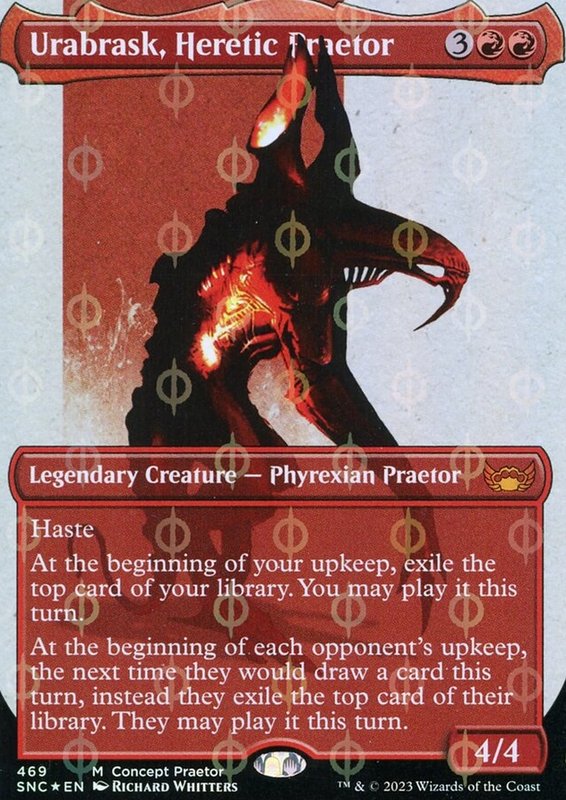 Urabrask, Heretic Praetor 3
Legendary Creature — Phyrexian Praetor
Haste
At the beginning of your upkeep, exile the
top card of your library. You may play it this
turn.
At the beginning of each opponent's upkeep,
the next time they would draw a card this
turn, instead they exile the top card of their
library. They may play it this turn.
4/4
469 M Concept Praetor
SNC★EN RICHARD WHITTERS ™ & © 2023 Wizards of the Coast